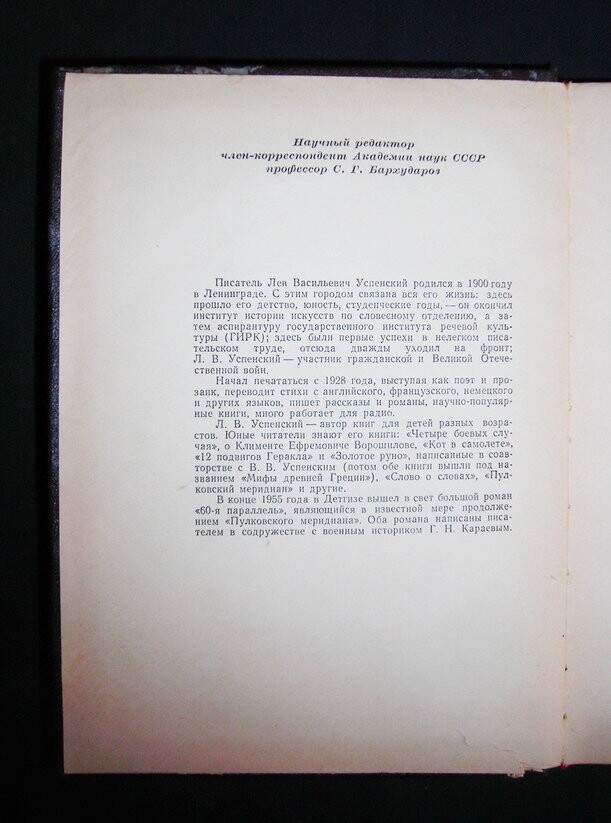 Научный редактор
член-корреспондент Академии наук СССР
профессор С. Г. Бархударов
Писатель Лев Васильевич Успенский родился в 1900 году
в Ленинграде. С этим городом связана вся его жизнь: здесь
прошло его детство, юность, студенческие годы, — он окончил
институт истории искусств по словесному отделению, а за-
тем аспирантуру государственного института речевой куль-
туры (ГИРК); здесь были первые успехи в нелегком писа-
тельском труде, отсюда дважды уходил на фронт;
Л. В. Успенский — участник гражданской и Великой Отече-
ственной войн.
Начал печататься с 1928 года, выступая как поэт и про-
заик, переводит стихи с английского, французского, немецкого
и других языков, пишет рассказы и романы, научно-популяр-
ные книги, много работает для радио.
Л. В. Успенский — автор книг для детей разных возра-
стов. Юные читатели знают его книги: «Четыре боевых слу-
чая», о Клименте Ефремовиче Ворошилове, «Кот в самолете»,
«12 подвигов Геракла» и «Золотое руно», написанные в соав-
торстве с В. В. Успенским (потом обе книги вышли под на-
званием «Мифы древней Греции»), «Слово о словах», «Пул-
ковский меридиан» и другие.
В конце 1955 года в Детгизе вышел в свет большой роман
«60-я параллель», являющийся в известной мере продолже-
нием «Пулковского меридиана». Оба романа написаны писа-
телем в содружестве с военным историком Г. Н. Караевым.